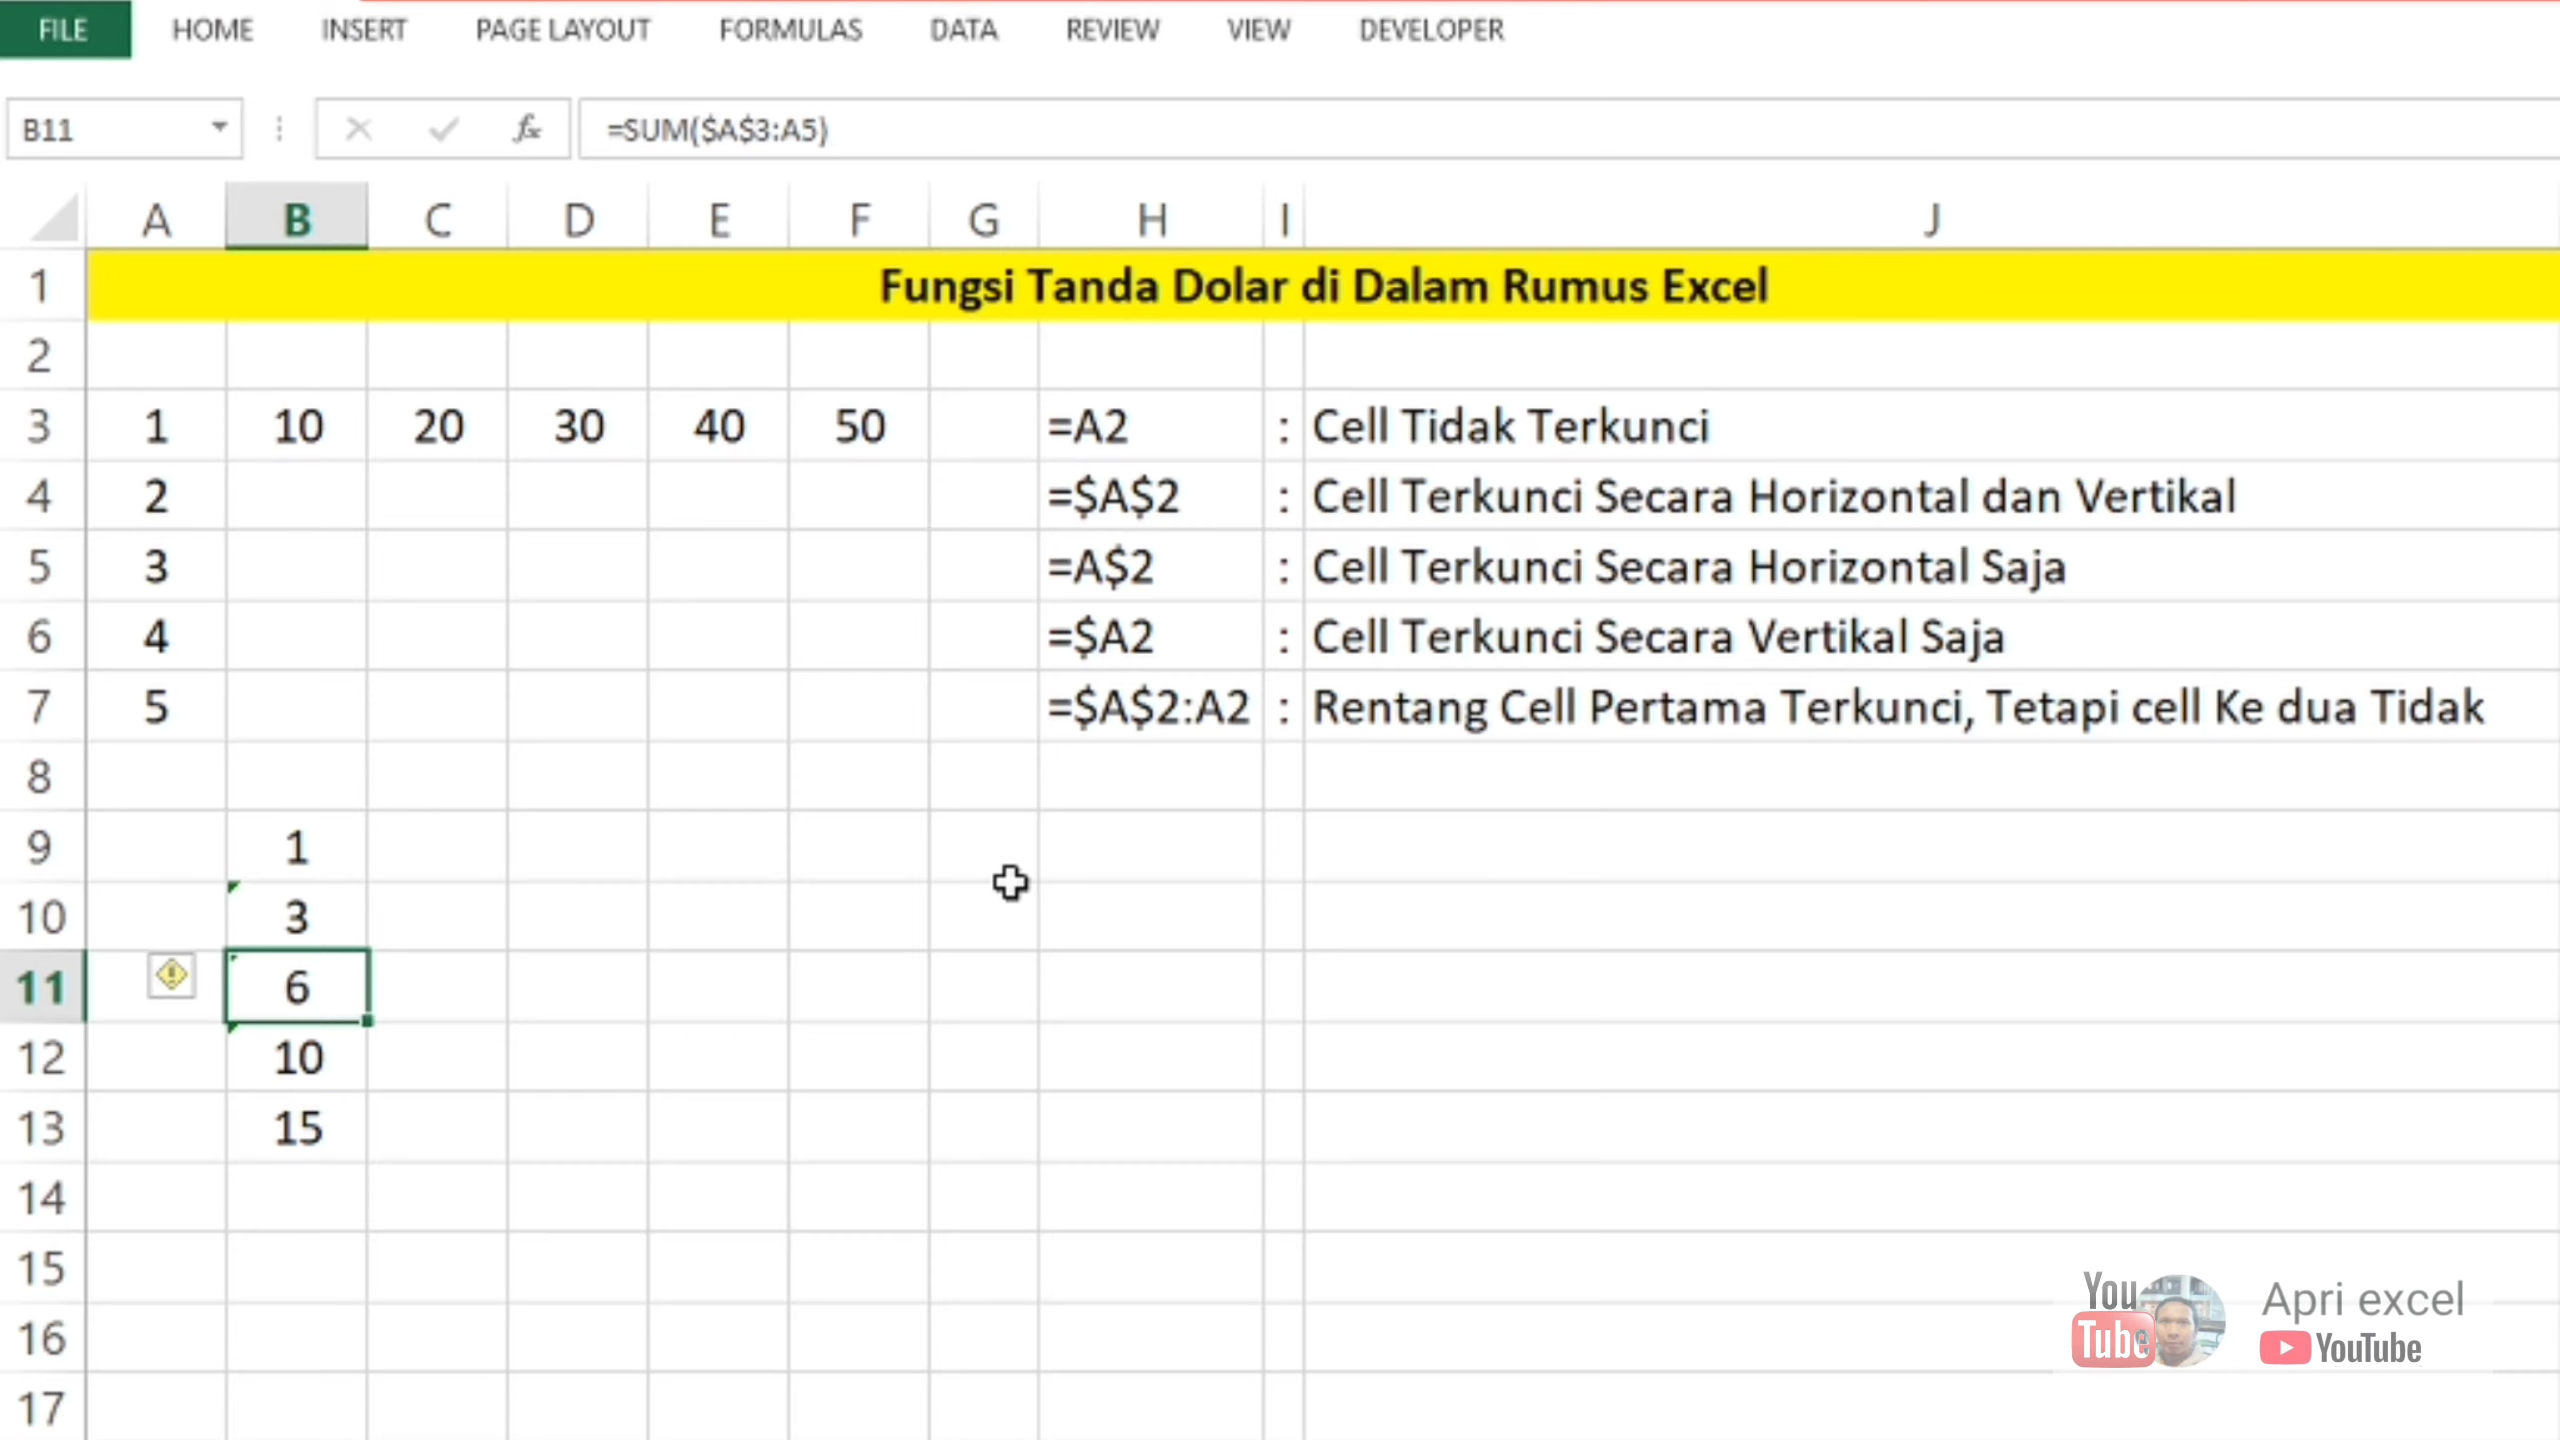 FILE HOME INSERT PAGE LAYOUT FORMULAS DATA REVIEW VIEW DEVELOPER
B11 fx =SUM($A$3:A5)
A B C D E F G H I J
1 Fungsi Tanda Dolar di Dalam Rumus Excel
2
3 1 10 20 30 40 50 =A2 : Cell Tidak Terkunci
4 2 =$A$2 : Cell Terkunci Secara Horizontal dan Vertikal
5 3 =A$2 : Cell Terkunci Secara Horizontal Saja
6 4 =$A2 : Cell Terkunci Secara Vertikal Saja
7 5 =$A$2:A2 : Rentang Cell Pertama Terkunci, Tetapi cell Ke dua Tidak
8
9 1
10 3
11 6
12 10
13 15
14
15
16
17
You Tube
Apri excel
YouTube